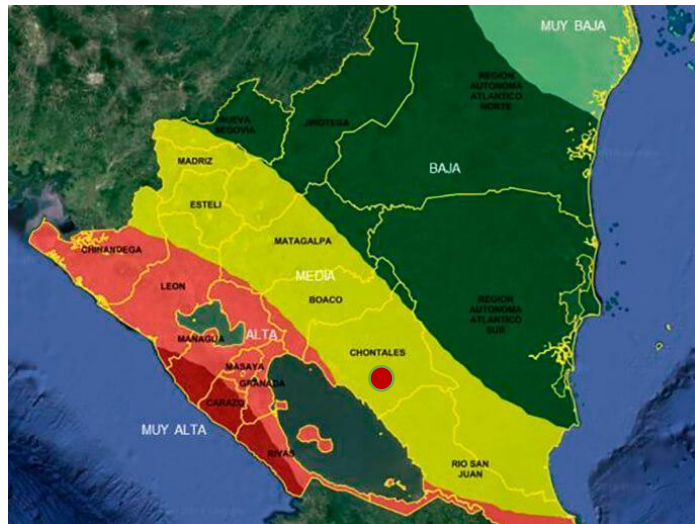 MUY BAJA
REGION
AUTONOMA
ATLANTICO
NORTE
NUEVA
SEGOVIA
JINOTEGA
MADRIZ
BAJA
ESTELI
CHINANDEGA
MATAGALPA
MEDIA
LEON
BOACO
REGION
AUTONOMA
ATLANTICO
SUR
MANAGUA
ALTA
CHONTALES
MASAYA
GRANADA
CARAZO
MUY ALTA
RIVAS
RIO SAN
JUAN